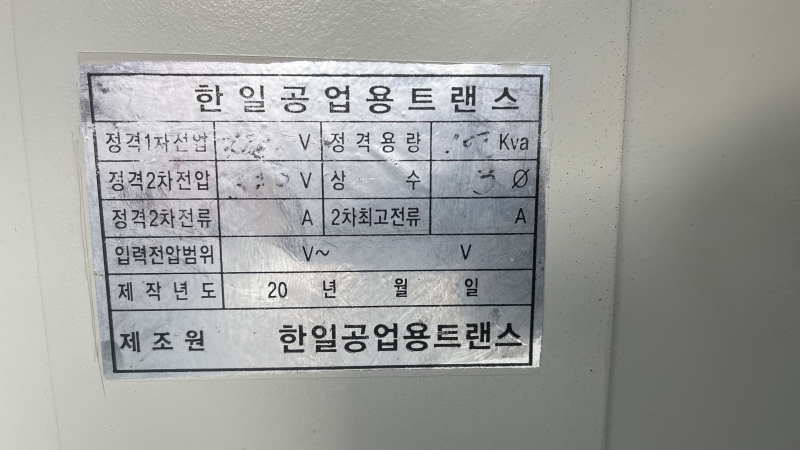 한일공업용트랜스
정격1차전압 V 정격용량 Kva
정격2차전압 V 상 수 3 Ø
정격2차전류 A 2차최고전류 A
입력전압범위 V~ V
제작년도 20 년 월 일
제조원 한일공업용트랜스